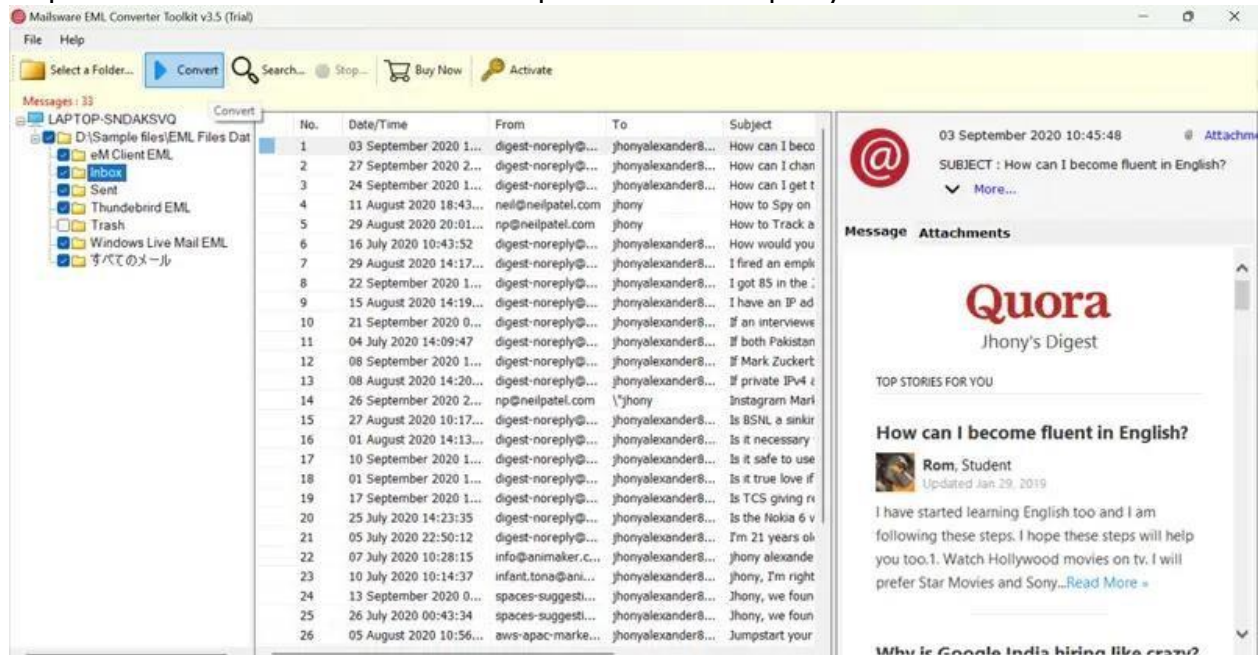 Mailsware EML Converter Toolkit v3.5 (Trial)
File Help
Select a Folder... Convert Search... Stop... Buy Now Activate
Messages : 33
Convert
LAPTOP-SNDAKSVQ
D:\Sample files\EML Files Dat
eM Client EML
Inbox
Sent
Thundebrird EML
Trash
Windows Live Mail EML
すべてのメール
No. Date/Time From To Subject
1 03 September 2020 1... digest-noreply@... jhonyalexander8... How can I beco
2 27 September 2020 2... digest-noreply@... jhonyalexander8... How can I chan
3 24 September 2020 1... digest-noreply@... jhonyalexander8... How can I get t
4 11 August 2020 18:43... neil@neilpatel.com jhony How to Spy on
5 29 August 2020 20:01... np@neilpatel.com jhony How to Track a
6 16 July 2020 10:43:52 digest-noreply@... jhonyalexander8... How would you
7 29 August 2020 14:17... digest-noreply@... jhonyalexander8... I fired an emplo
8 22 September 2020 1... digest-noreply@... jhonyalexander8... I got 85 in the
9 15 August 2020 14:19... digest-noreply@... jhonyalexander8... I have an IP ad
10 21 September 2020 0... digest-noreply@... jhonyalexander8... If an interviewe
11 04 July 2020 14:09:47 digest-noreply@... jhonyalexander8... If both Pakistan
12 08 September 2020 1... digest-noreply@... jhonyalexander8... If Mark Zuckerb
13 08 August 2020 14:20... digest-noreply@... jhonyalexander8... If private IPv4 a
14 26 September 2020 2... np@neilpatel.com \"jhony Instagram Mark
15 27 August 2020 10:17... digest-noreply@... jhonyalexander8... Is BSNL a sinkin
16 01 August 2020 14:13... digest-noreply@... jhonyalexander8... Is it necessary
17 10 September 2020 1... digest-noreply@... jhonyalexander8... Is it safe to use
18 01 September 2020 1... digest-noreply@... jhonyalexander8... Is it true love if
19 17 September 2020 1... digest-noreply@... jhonyalexander8... Is TCS giving re
20 25 July 2020 14:23:35 digest-noreply@... jhonyalexander8... Is the Nokia 6 v
21 05 July 2020 22:50:12 digest-noreply@... jhonyalexander8... I'm 21 years old
22 07 July 2020 10:28:15 info@animaker.c... jhonyalexander8... jhony alexande
23 10 July 2020 10:14:37 infant.tona@ani... jhonyalexander8... jhony, I'm right
24 13 September 2020 0... spaces-suggesti... jhonyalexander8... Jhony, we foun
25 26 July 2020 00:43:34 spaces-suggesti... jhonyalexander8... Jhony, we foun
26 05 August 2020 10:56... aws-apac-marke... jhonyalexander8... Jumpstart your
03 September 2020 10:45:48 Attachme
SUBJECT : How can I become fluent in English?
More...
Message Attachments
Quora
Jhony's Digest
TOP STORIES FOR YOU
How can I become fluent in English?
Rom, Student
Updated Jan 29, 2019
I have started learning English too and I am
following these steps. I hope these steps will help
you too.1. Watch Hollywood movies on tv. I will
prefer Star Movies and Sony...Read More »
Why is Google India hiring like crazy?